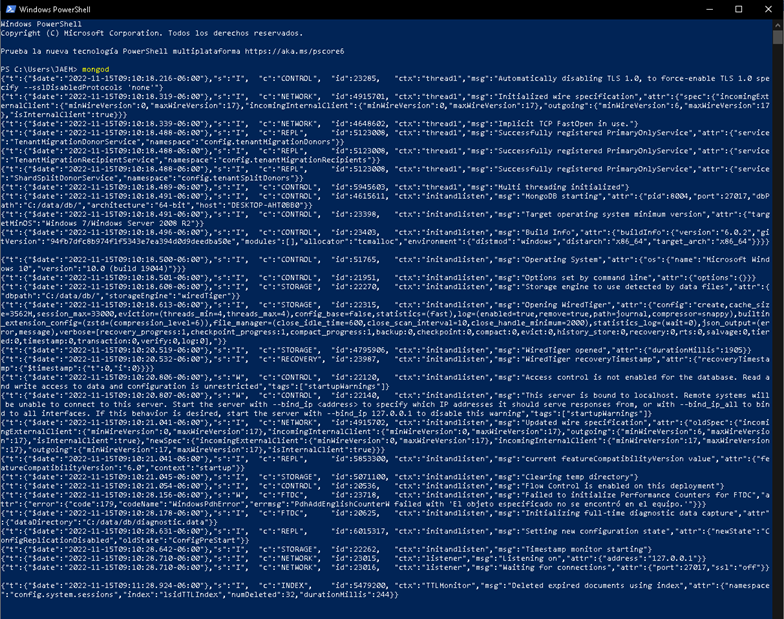 Windows PowerShell
Windows PowerShell
Copyright (C) Microsoft Corporation. Todos los derechos reservados.
Prueba la nueva tecnología PowerShell multiplataforma https://aka.ms/pscore6
PS C:\Users\JAEM> mongod
{"t":{"$date":"2022-11-15T09:10:18.216-06:00"},"s":"I",  "c":"CONTROL",  "id":23285,   "ctx":"thread1","msg":"Automatically disabling TLS 1.0, to force-enable TLS 1.0 spe
cify --sslDisabledProtocols 'none'"}
{"t":{"$date":"2022-11-15T09:10:18.319-06:00"},"s":"I",  "c":"NETWORK",  "id":4915701, "ctx":"thread1","msg":"Initialized wire specification","attr":{"spec":{"incomingExt
ernalClient":{"minWireVersion":0,"maxWireVersion":17},"incomingInternalClient":{"minWireVersion":0,"maxWireVersion":17},"outgoing":{"minWireVersion":6,"maxWireVersion":17
},"isInternalClient":true}}}
{"t":{"$date":"2022-11-15T09:10:18.339-06:00"},"s":"I",  "c":"NETWORK",  "id":4648602, "ctx":"thread1","msg":"Implicit TCP FastOpen in use."}
{"t":{"$date":"2022-11-15T09:10:18.488-06:00"},"s":"I",  "c":"REPL",     "id":5123008, "ctx":"thread1","msg":"Successfully registered PrimaryOnlyService","attr":{"service
":"TenantMigrationDonorService","namespace":"config.tenantMigrationDonors"}}
{"t":{"$date":"2022-11-15T09:10:18.488-06:00"},"s":"I",  "c":"REPL",     "id":5123008, "ctx":"thread1","msg":"Successfully registered PrimaryOnlyService","attr":{"service
":"TenantMigrationRecipientService","namespace":"config.tenantMigrationRecipients"}}
{"t":{"$date":"2022-11-15T09:10:18.488-06:00"},"s":"I",  "c":"REPL",     "id":5123008, "ctx":"thread1","msg":"Successfully registered PrimaryOnlyService","attr":{"service
":"ShardSplitDonorService","namespace":"config.tenantSplitDonors"}}
{"t":{"$date":"2022-11-15T09:10:18.489-06:00"},"s":"I",  "c":"CONTROL",  "id":5945603, "ctx":"thread1","msg":"Multi threading initialized"}
{"t":{"$date":"2022-11-15T09:10:18.491-06:00"},"s":"I",  "c":"CONTROL",  "id":4615611, "ctx":"initandlisten","msg":"MongoDB starting","attr":{"pid":8004,"port":27017,"dbP
ath":"C:/data/db/","architecture":"64-bit","host":"DESKTOP-AHT0BB0"}}
{"t":{"$date":"2022-11-15T09:10:18.491-06:00"},"s":"I",  "c":"CONTROL",  "id":23398,   "ctx":"initandlisten","msg":"Target operating system minimum version","attr":{"targ
etMinOS":"Windows 7/Windows Server 2008 R2"}}
{"t":{"$date":"2022-11-15T09:10:18.496-06:00"},"s":"I",  "c":"CONTROL",  "id":23403,   "ctx":"initandlisten","msg":"Build Info","attr":{"buildInfo":{"version":"6.0.2","gi
tVersion":"94fb7dfc8b974f1f5343e7ea394d0d9deedba50e","modules":[],"allocator":"tcmalloc","environment":{"distmod":"windows","distarch":"x86_64","target_arch":"x86_64"}}}}
{"t":{"$date":"2022-11-15T09:10:18.500-06:00"},"s":"I",  "c":"CONTROL",  "id":51765,   "ctx":"initandlisten","msg":"Operating System","attr":{"os":{"name":"Microsoft Wind
ows 10","version":"10.0 (build 19044)"}}}
{"t":{"$date":"2022-11-15T09:10:18.500-06:00"},"s":"I",  "c":"CONTROL",  "id":21951,   "ctx":"initandlisten","msg":"Options set by command line","attr":{"options":{}}}
{"t":{"$date":"2022-11-15T09:10:18.608-06:00"},"s":"I",  "c":"STORAGE",  "id":22270,   "ctx":"initandlisten","msg":"Storage engine to use detected by data files","attr":{
"dbpath":"C:/data/db/","storageEngine":"wiredTiger"}}
{"t":{"$date":"2022-11-15T09:10:18.613-06:00"},"s":"I",  "c":"STORAGE",  "id":22315,   "ctx":"initandlisten","msg":"Opening WiredTiger","attr":{"config":"create,cache_siz
e=3562M,session_max=33000,eviction=(threads_min=4,threads_max=4),config_base=false,statistics=(fast),log=(enabled=true,remove=true,path=journal,compressor=snappy),builtin
_extension_config=(zstd=(compression_level=6)),file_manager=(close_idle_time=600,close_scan_interval=10,close_handle_minimum=2000),statistics_log=(wait=0),json_output=(er
ror,message),verbose=[recovery_progress:1,checkpoint_progress:1,compact_progress:1,backup:0,checkpoint:0,compact:0,evict:0,history_store:0,recovery:0,rts:0,salvage:0,tier
ed:0,timestamp:0,transaction:0,verify:0,log:0],"}}
{"t":{"$date":"2022-11-15T09:10:20.519-06:00"},"s":"I",  "c":"STORAGE",  "id":4795906, "ctx":"initandlisten","msg":"WiredTiger opened","attr":{"durationMillis":1905}}
{"t":{"$date":"2022-11-15T09:10:20.532-06:00"},"s":"I",  "c":"RECOVERY", "id":23987,   "ctx":"initandlisten","msg":"WiredTiger recoveryTimestamp","attr":{"recoveryTimesta
mp":{"$timestamp":{"t":0,"i":0}}}}
{"t":{"$date":"2022-11-15T09:10:20.806-06:00"},"s":"W",  "c":"CONTROL",  "id":22120,   "ctx":"initandlisten","msg":"Access control is not enabled for the database. Read a
nd write access to data and configuration is unrestricted","tags":["startupWarnings"]}
{"t":{"$date":"2022-11-15T09:10:20.807-06:00"},"s":"W",  "c":"CONTROL",  "id":22140,   "ctx":"initandlisten","msg":"This server is bound to localhost. Remote systems will
be unable to connect to this server. Start the server with --bind_ip <address> to specify which IP addresses it should serve responses from, or with --bind_ip_all to bin
d to all interfaces. If this behavior is desired, start the server with --bind_ip 127.0.0.1 to disable this warning","tags":["startupWarnings"]}
{"t":{"$date":"2022-11-15T09:10:21.041-06:00"},"s":"I",  "c":"NETWORK",  "id":4915702, "ctx":"initandlisten","msg":"Updated wire specification","attr":{"oldSpec":{"incomi
ngExternalClient":{"minWireVersion":0,"maxWireVersion":17},"incomingInternalClient":{"minWireVersion":0,"maxWireVersion":17},"outgoing":{"minWireVersion":6,"maxWireVersio
n":17},"isInternalClient":true},"newSpec":{"incomingExternalClient":{"minWireVersion":0,"maxWireVersion":17},"incomingInternalClient":{"minWireVersion":17,"maxWireVersion
":17},"outgoing":{"minWireVersion":17,"maxWireVersion":17},"isInternalClient":true}}}
{"t":{"$date":"2022-11-15T09:10:21.041-06:00"},"s":"I",  "c":"REPL",     "id":5853300, "ctx":"initandlisten","msg":"current featureCompatibilityVersion value","attr":{"fe
atureCompatibilityVersion":"6.0","context":"startup"}}
{"t":{"$date":"2022-11-15T09:10:21.045-06:00"},"s":"I",  "c":"STORAGE",  "id":5071100, "ctx":"initandlisten","msg":"Clearing temp directory"}
{"t":{"$date":"2022-11-15T09:10:21.054-06:00"},"s":"I",  "c":"CONTROL",  "id":20536,   "ctx":"initandlisten","msg":"Flow Control is enabled on this deployment"}
{"t":{"$date":"2022-11-15T09:10:28.156-06:00"},"s":"W",  "c":"FTDC",     "id":23718,   "ctx":"initandlisten","msg":"Failed to initialize Performance Counters for FTDC","a
ttr":{"error":{"code":179,"codeName":"WindowsPdhError","errmsg":"PdhAddEnglishCounterW failed with 'El objeto especificado no se encontró en el equipo.'"}}}
{"t":{"$date":"2022-11-15T09:10:28.178-06:00"},"s":"I",  "c":"FTDC",     "id":20625,   "ctx":"initandlisten","msg":"Initializing full-time diagnostic data capture","attr"
:{"dataDirectory":"C:/data/db/diagnostic.data"}}
{"t":{"$date":"2022-11-15T09:10:28.631-06:00"},"s":"I",  "c":"REPL",     "id":6015317, "ctx":"initandlisten","msg":"Setting new configuration state","attr":{"newState":"C
onfigReplicationDisabled","oldState":"ConfigPreStart"}}
{"t":{"$date":"2022-11-15T09:10:28.642-06:00"},"s":"I",  "c":"STORAGE",  "id":22262,   "ctx":"initandlisten","msg":"Timestamp monitor starting"}
{"t":{"$date":"2022-11-15T09:10:28.710-06:00"},"s":"I",  "c":"NETWORK",  "id":23015,   "ctx":"listener","msg":"Listening on","attr":{"address":"127.0.0.1"}}
{"t":{"$date":"2022-11-15T09:10:28.710-06:00"},"s":"I",  "c":"NETWORK",  "id":23016,   "ctx":"listener","msg":"Waiting for connections","attr":{"port":27017,"ssl":"off"}}
{"t":{"$date":"2022-11-15T09:11:28.924-06:00"},"s":"I",  "c":"INDEX",    "id":5479200, "ctx":"TTLMonitor","msg":"Deleted expired documents using index","attr":{"namespace
":"config.system.sessions","index":"lsidTTLIndex","numDeleted":32,"durationMillis":244}}